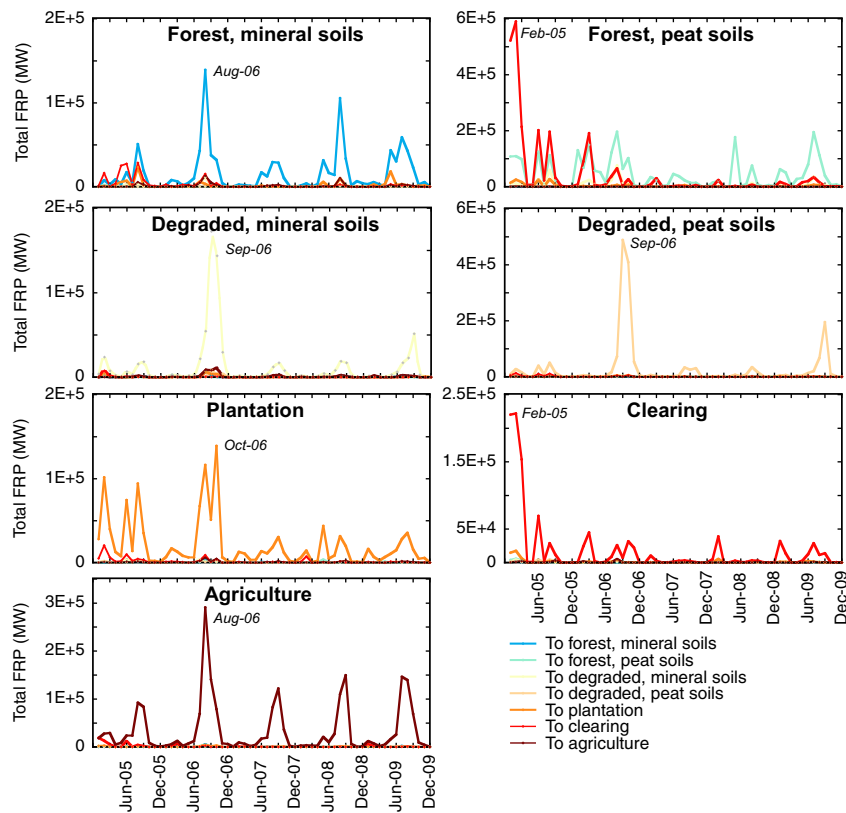 Forest, mineral soils
Aug-06
2E+5
1E+5
0
Total FRP (MW)
Forest, peat soils
Feb-05
6E+5
4E+5
2E+5
0
Degraded, mineral soils
Sep-06
2E+5
1E+5
0
Total FRP (MW)
Degraded, peat soils
Sep-06
6E+5
4E+5
2E+5
0
Plantation
Oct-06
2E+5
1E+5
0
Total FRP (MW)
Clearing
Feb-05
2.5E+5
1E+5
5E+4
0
Jun-05
Dec-05
Jun-06
Dec-06
Jun-07
Dec-07
Jun-08
Dec-08
Jun-09
Dec-09
Agriculture
Aug-06
3E+5
2E+5
1E+5
0
Total FRP (MW)
Jun-05
Dec-05
Jun-06
Dec-06
Jun-07
Dec-07
Jun-08
Dec-08
Jun-09
Dec-09
To forest, mineral soils
To forest, peat soils
To degraded, mineral soils
To degraded, peat soils
To plantation
To clearing
To agriculture